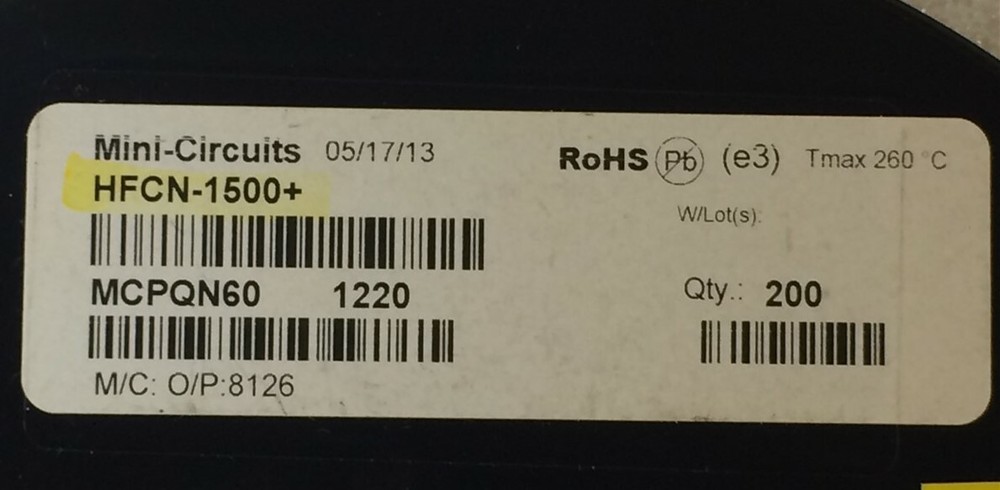 Mini-Circuits 05/17/13
HFCN-1500+
MCPQN60 1220
M/C: O/P:8126
RoHS Pb (e3) Tmax 260 °C
W/Lot(s):
Qty.: 200